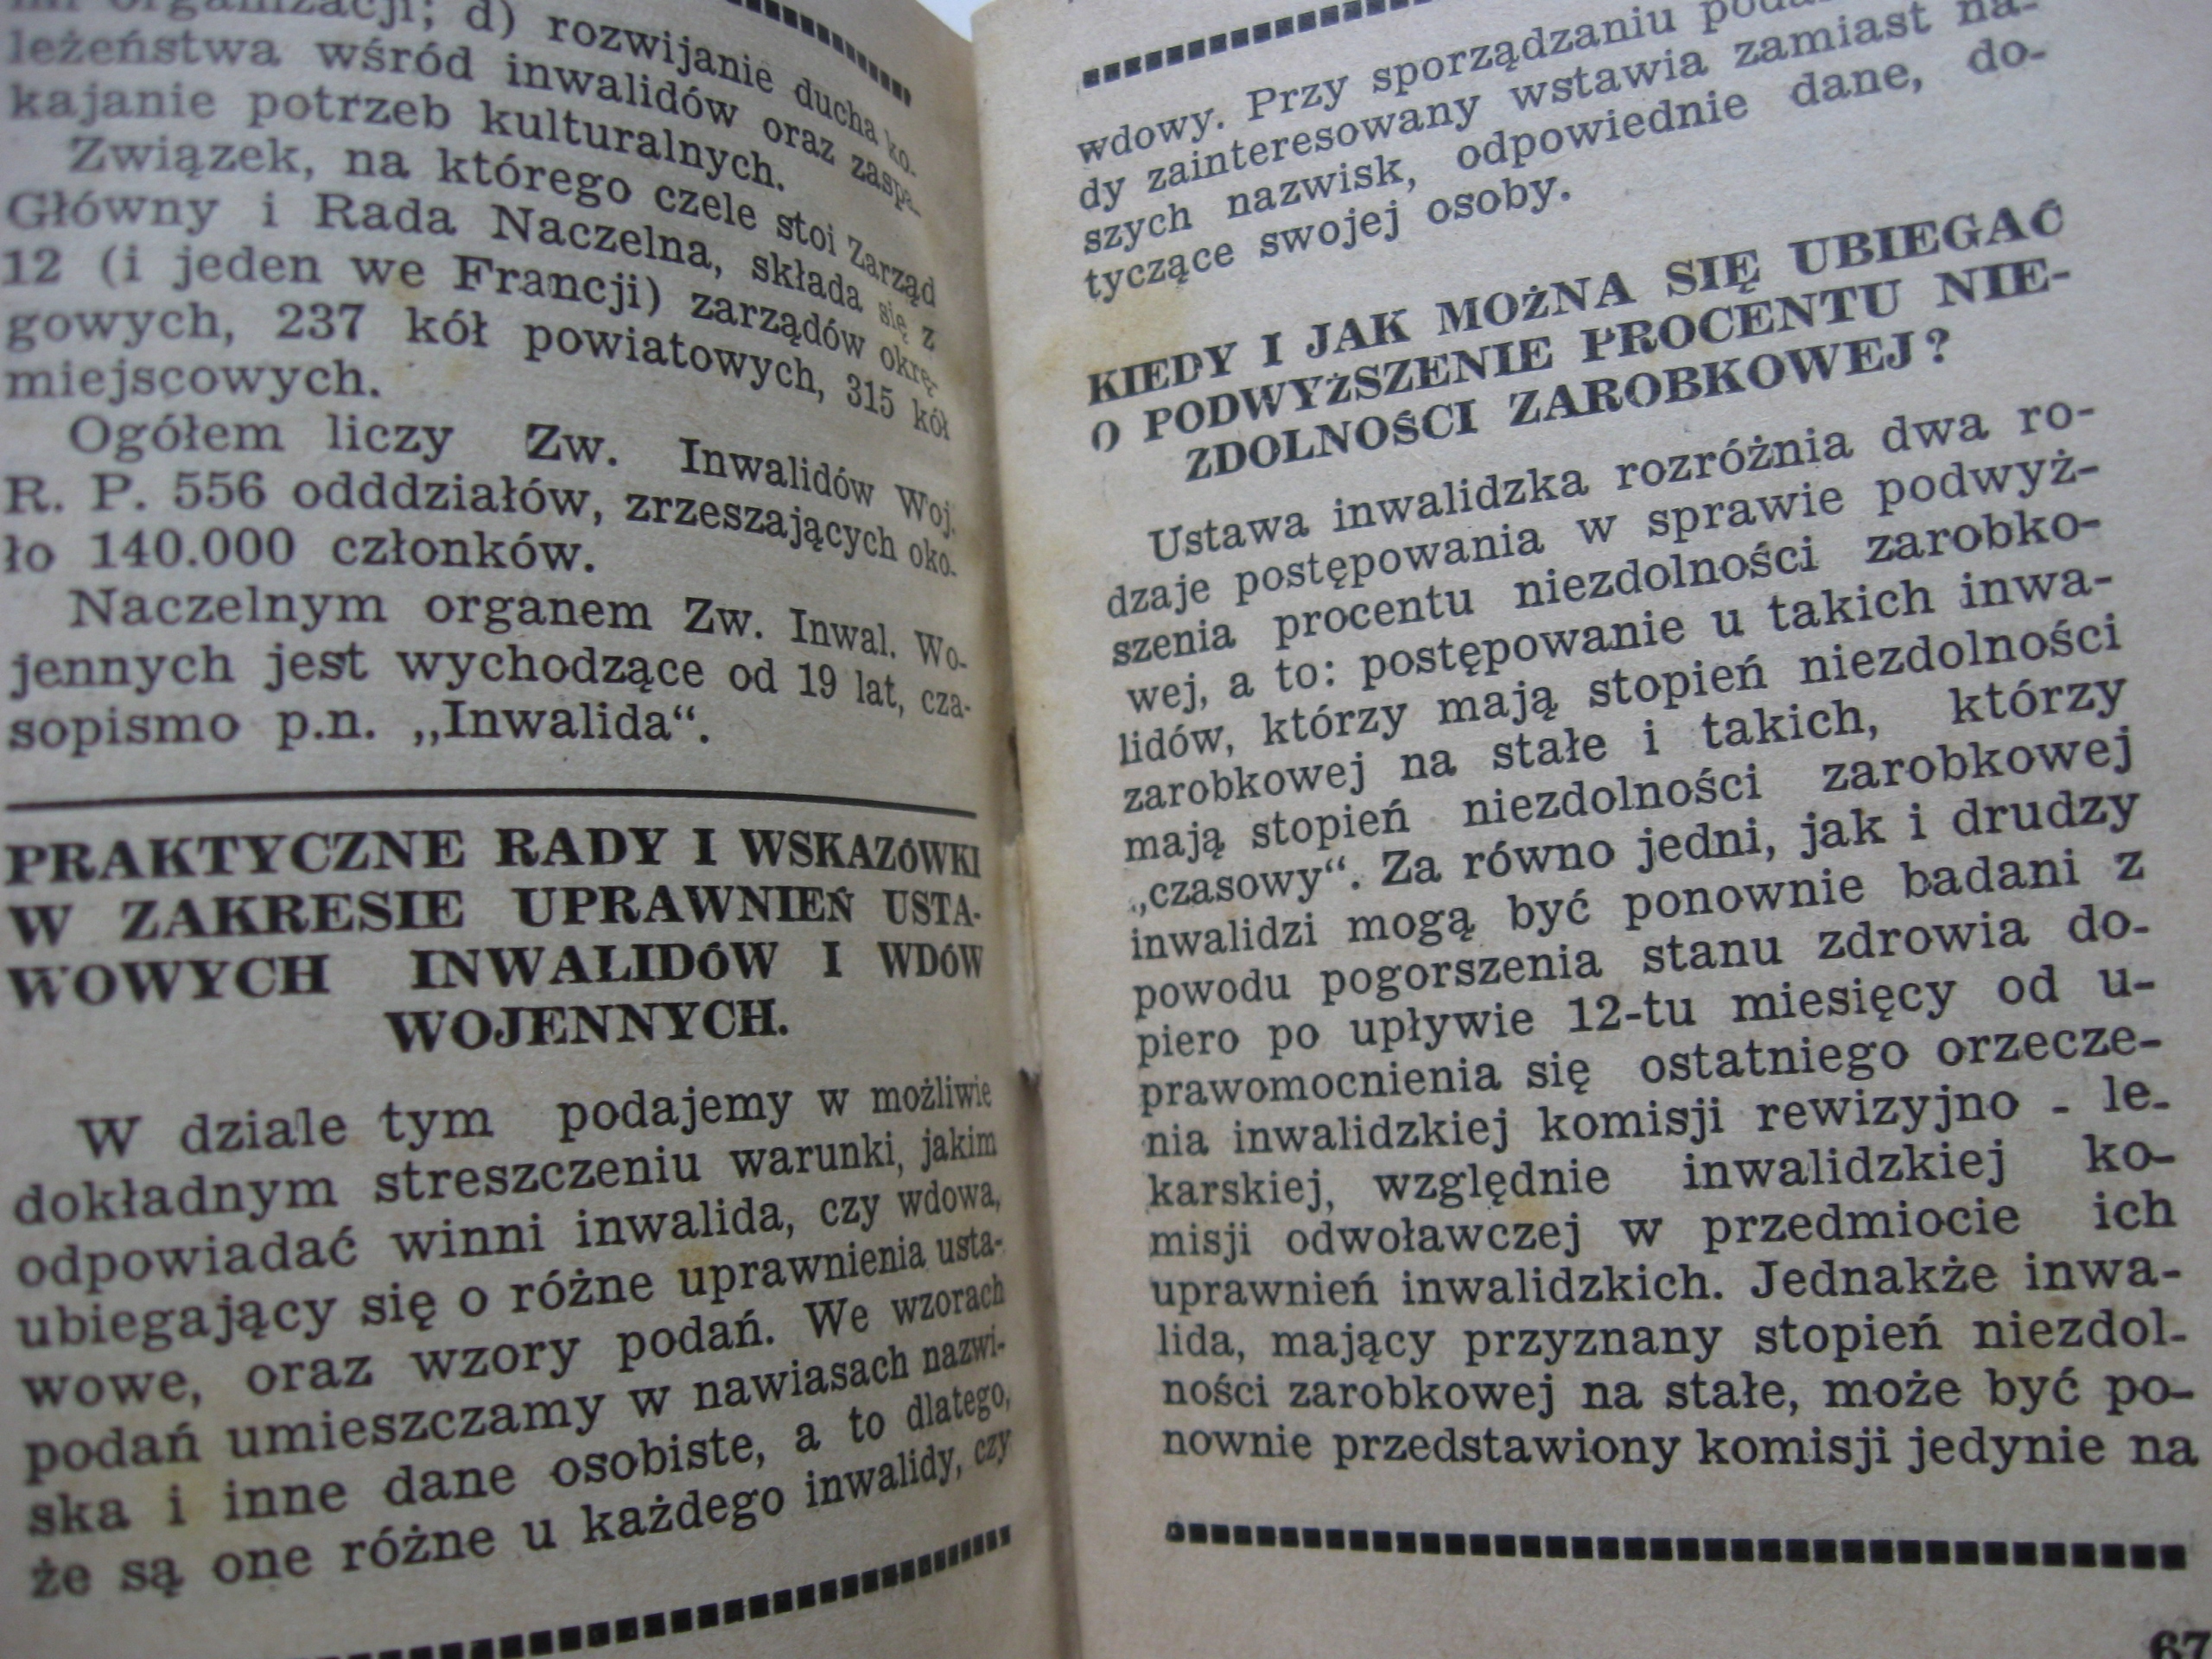 organizacji; d) rozwijanie ducha ko-
leżeństwa wśród inwalidów oraz zaspa-
kajanie potrzeb kulturalnych.
Związek, na którego czele stoi Zarząd
Główny i Rada Naczelna, składa się z
12 (i jeden we Francji) zarządów okrę-
gowych, 237 kół powiatowych, 315 kół
miejscowych.
Ogółem liczy Zw. Inwalidów Woj.
R. P. 556 odddziałów, zrzeszających oko-
ło 140.000 członków.
Naczelnym organem Zw. Inwal. Wo-
jennych jest wychodzące od 19 lat, cza-
sopismo p.n. „Inwalida“.
PRAKTYCZNE RADY I WSKAZÓWKI
W ZAKRESIE UPRAWNIEŃ USTA-
WOWYCH INWALIDÓW I WDÓW
WOJENNYCH.
W dziale tym podajemy w możliwie
dokładnym streszczeniu warunki, jakim
odpowiadać winni inwalida, czy wdowa,
ubiegający się o różne uprawnienia usta-
wowe, oraz wzory podań. We wzorach
podań umieszczamy w nawiasach nazwi-
ska i inne dane osobiste, a to dlatego,
że są one różne u każdego inwalidy, czy
wdowy. Przy sporządzaniu
dy zainteresowany wstawia zamiast na-
szych nazwisk, odpowiednie dane, do-
tyczące swojej osoby.
KIEDY I JAK MOżNA SIĘ UBIEGAĆ
O PODWYżSZENIE PROCENTU NIE-
ZDOLNOŚCI ZAROBKOWEJ?
Ustawa inwalidzka rozróżnia dwa ro-
dzaje postępowania w sprawie podwyż-
szenia procentu niezdolności zarobko-
wej, a to: postępowanie u takich inwa-
lidów, którzy mają stopień niezdolności
zarobkowej na stałe i takich, którzy
mają stopień niezdolności zarobkowej
„czasowy“. Za równo jedni, jak i drudzy
inwalidzi mogą być ponownie badani z
powodu pogorszenia stanu zdrowia do-
piero po upływie 12-tu miesięcy od u-
prawomocnienia się ostatniego orzecze-
nia inwalidzkiej komisji rewizyjno - le-
karskiej, względnie inwalidzkiej ko-
misji odwoławczej w przedmiocie ich
uprawnień inwalidzkich. Jednakże inwa-
lida, mający przyznany stopień niezdol-
ności zarobkowej na stałe, może być po-
nownie przedstawiony komisji jedynie na
67